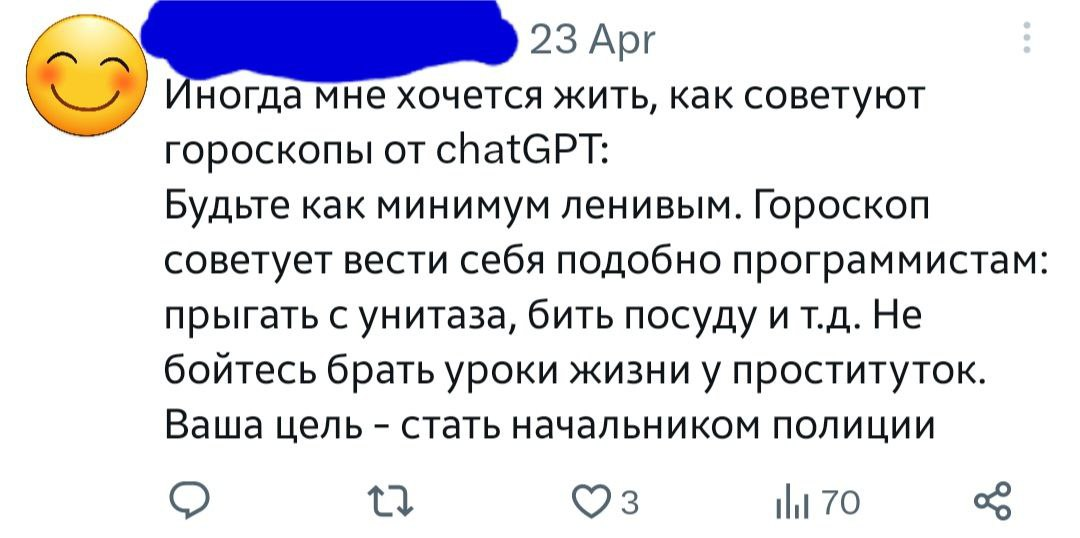 23 Apr
Иногда мне хочется жить, как советуют
гороскопы от chatGPT:
Будьте как минимум ленивым. Гороскоп
советует вести себя подобно программистам:
прыгать с унитаза, бить посуду и т.д. Не
бойтесь брать уроки жизни у проституток.
Ваша цель – стать начальником полиции
3 70